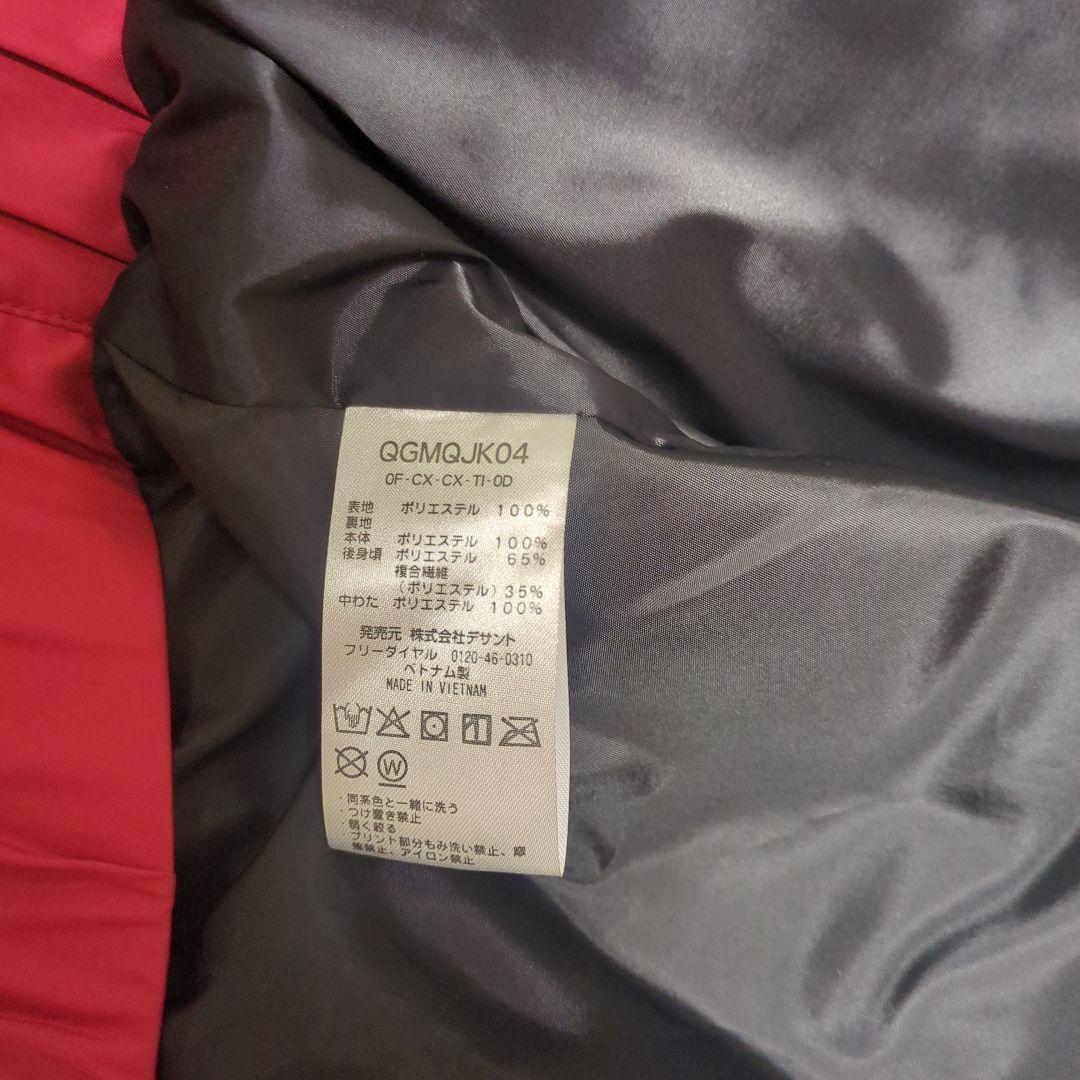 QGMQJK04
OF-CX-CX-TI-OD
表地 ポリエステル 100%
裏地
本体 ポリエステル 100%
後身頃 ポリエステル 65%
複合繊維
(ポリエステル)35%
中わた ポリエステル 100%
発売元 株式会社デサント
フリーダイヤル 0120-46-0310
ベトナム製
MADE IN VIETNAM
W
・同系色と一緒に洗う
・つけ置き禁止
・弱く絞る
・プリント部分もみ洗い禁止、摩
擦禁止、アイロン禁止